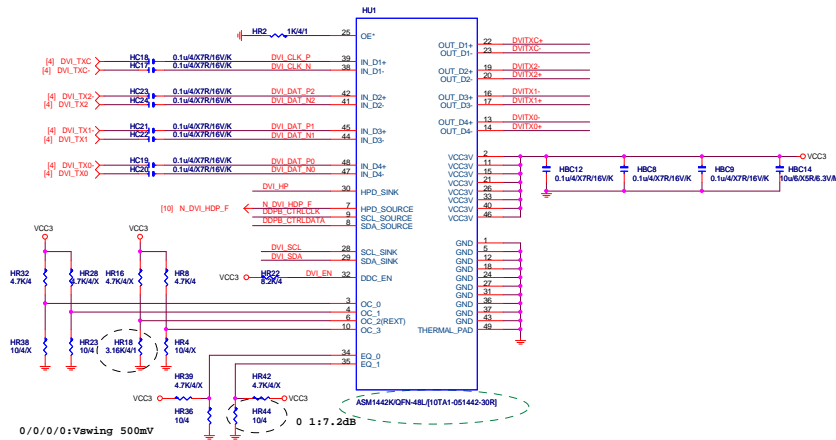 HU1
HR2 1K/4/1
25 OE*
OUT_D1+ 22 DVITXC+
OUT_D1- 23 DVITXC-
[4] DVI_TXC HC18 0.1u/4/X7R/16V/K DVI_CLK_P 39 IN_D1+
[4] DVI_TXC- HC17 0.1u/4/X7R/16V/K DVI_CLK_N 38 IN_D1-
OUT_D2+ 19 DVITX2-
OUT_D2- 20 DVITX2+
[4] DVI_TX2- HC23 0.1u/4/X7R/16V/K DVI_DAT_P2 42 IN_D2+
[4] DVI_TX2 HC24 0.1u/4/X7R/16V/K DVI_DAT_N2 41 IN_D2-
OUT_D3+ 16 DVITX1-
OUT_D3- 17 DVITX1+
[4] DVI_TX1- HC21 0.1u/4/X7R/16V/K DVI_DAT_P1 45 IN_D3+
[4] DVI_TX1 HC22 0.1u/4/X7R/16V/K DVI_DAT_N1 44 IN_D3-
OUT_D4+ 13 DVITX0-
OUT_D4- 14 DVITX0+
[4] DVI_TX0- HC19 0.1u/4/X7R/16V/K DVI_DAT_P0 48 IN_D4+
[4] DVI_TX0 HC20 0.1u/4/X7R/16V/K DVI_DAT_N0 47 IN_D4-
VCC3V 2 VCC3
VCC3V 11
VCC3V 15
VCC3V 21
VCC3V 26
VCC3V 33
VCC3V 40
VCC3V 46
HBC12 0.1u/4/X7R/16V/K
HBC8 0.1u/4/X7R/16V/K
HBC9 0.1u/4/X7R/16V/K
HBC14 10u/6/X5R/6.3V/M
DVI_HP 30 HPD_SINK
[10] N_DVI_HDP_F N_DVI_HDP_F 7 HPD_SOURCE
DDPB_CTRLCLK 9 SCL_SOURCE
DDPB_CTRLDATA 8 SDA_SOURCE
DVI_SCL 28 SCL_SINK
DVI_SDA 29 SDA_SINK
VCC3 HR22 8.2K/4 DVI_EN 32 DDC_EN
GND 1
GND 5
GND 12
GND 18
GND 24
GND 27
GND 31
GND 36
GND 37
GND 43
THERMAL_PAD 49
VCC3
VCC3
HR32 4.7K/4
HR28 4.7K/4/X
HR16 4.7K/4/X
HR8 4.7K/4
3 OC_0
4 OC_1
6 OC_2(REXT)
10 OC_3
HR38 10/4/X
HR23 10/4
HR18 3.16K/4/1
HR4 10/4/X
34 EQ_0
35 EQ_1
VCC3 HR39 4.7K/4/X
HR42 4.7K/4/X VCC3
HR36 10/4
HR44 10/4
ASM1442K/QFN-48L/[10TA1-051442-30R]
0 1:7.2dB
0/0/0/0:Vswing 500mV